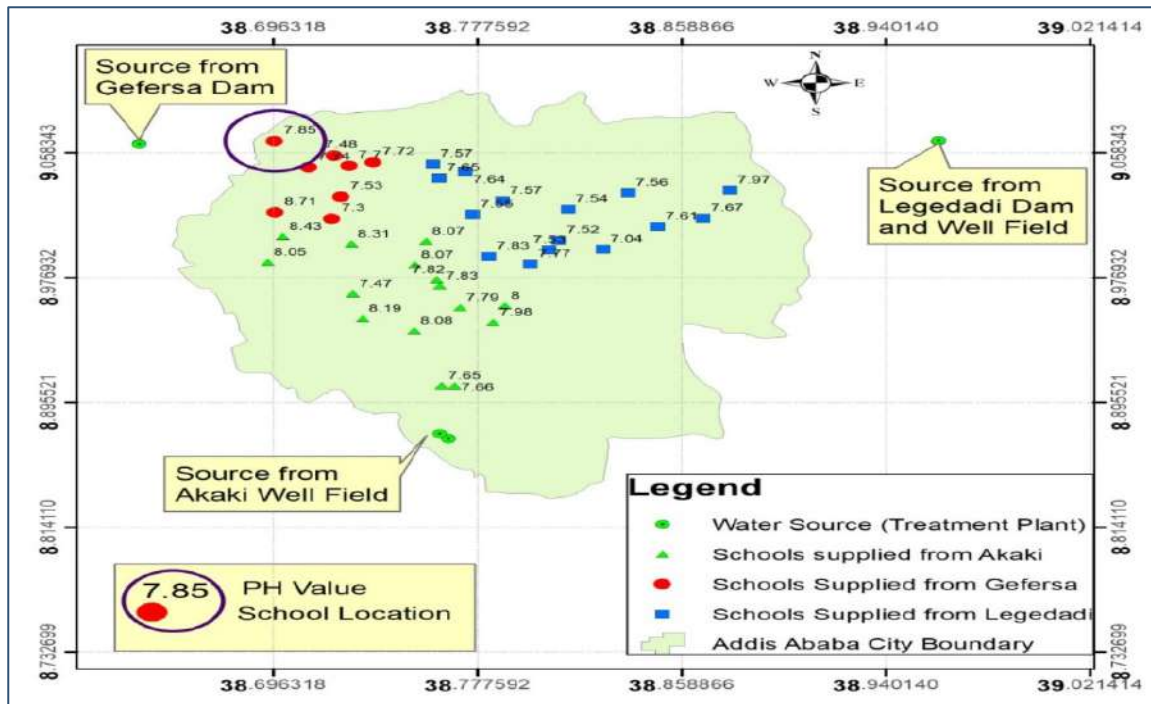 38.696318 38.777592 38.858866 38.940140 39.021414
Source from
Gefersa Dam
N
W E
S
9.058343
9.058343
7.85
7.48
7.7
7.72
7.57
7.65
7.64
7.53
7.57
7.54
7.56
7.97
Source from
Legedadi Dam
and Well Field
8.71
7.3
7.61
7.67
8.43
8.31
8.07
7.52
7.83
7.04
7.77
8.05
8.07
8.976932
8.976932
7.82
7.83
7.47
7.79
8
8.19
8.08
7.98
7.65
7.66
8.895521
8.895521
Source from
Akaki Well Field
Legend
Water Source (Treatment Plant)
8.814110
8.814110
Schools supplied from Akaki
7.85
PH Value
Schools Supplied from Gefersa
School Location
Schools Supplied from Legedadi
Addis Ababa City Boundary
8.732699
8.732699
38.696318 38.777592 38.858866 38.940140 39.021414